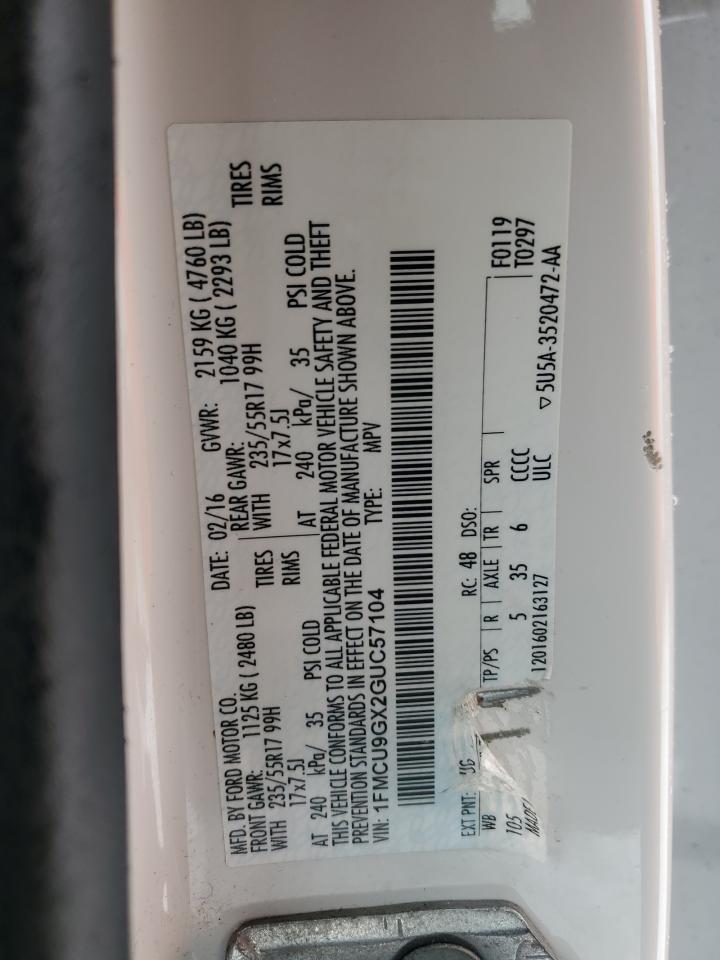 MFD. BY FORD MOTOR CO.
DATE: 02/16 GVWR: 2159 KG ( 4760 LB)
FRONT GAWR: 1125 KG ( 2480 LB) REAR GAWR: 1040 KG ( 2293 LB)
WITH 235/55R17 99H TIRES WITH 235/55R17 99H TIRES
17x7.5J RIMS 17x7.5J RIMS
AT 240 kPa/ 35 PSI COLD AT 240 kPa/ 35 PSI COLD
THIS VEHICLE CONFORMS TO ALL APPLICABLE FEDERAL MOTOR VEHICLE SAFETY AND THEFT
PREVENTION STANDARDS IN EFFECT ON THE DATE OF MANUFACTURE SHOWN ABOVE.
VIN: 1FMCU9GX2GUC57104 TYPE: MPV
EXT PNT: UG RC: 48 DSO: F0119
WB TP/PS R AXLE TR SPR T0297
105 5 35 6 CCCC
MADE 1201602163127 ULC ▽5U5A-3520472-AA